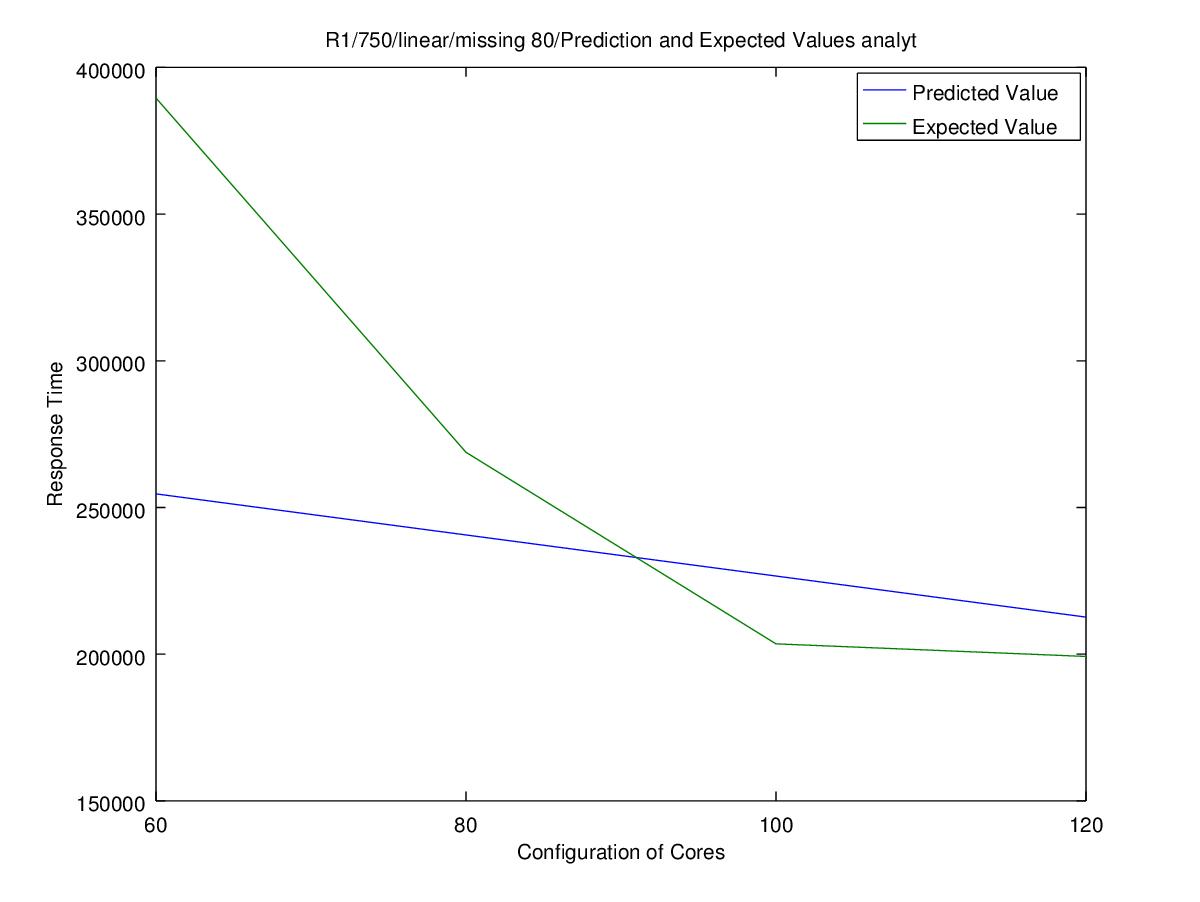 R1/750/linear/missing 80/Prediction and Expected Values analyt
400000
Predicted Value
Expected Value
350000
300000
Response Time
250000
200000
150000
60 80 100 120
Configuration of Cores